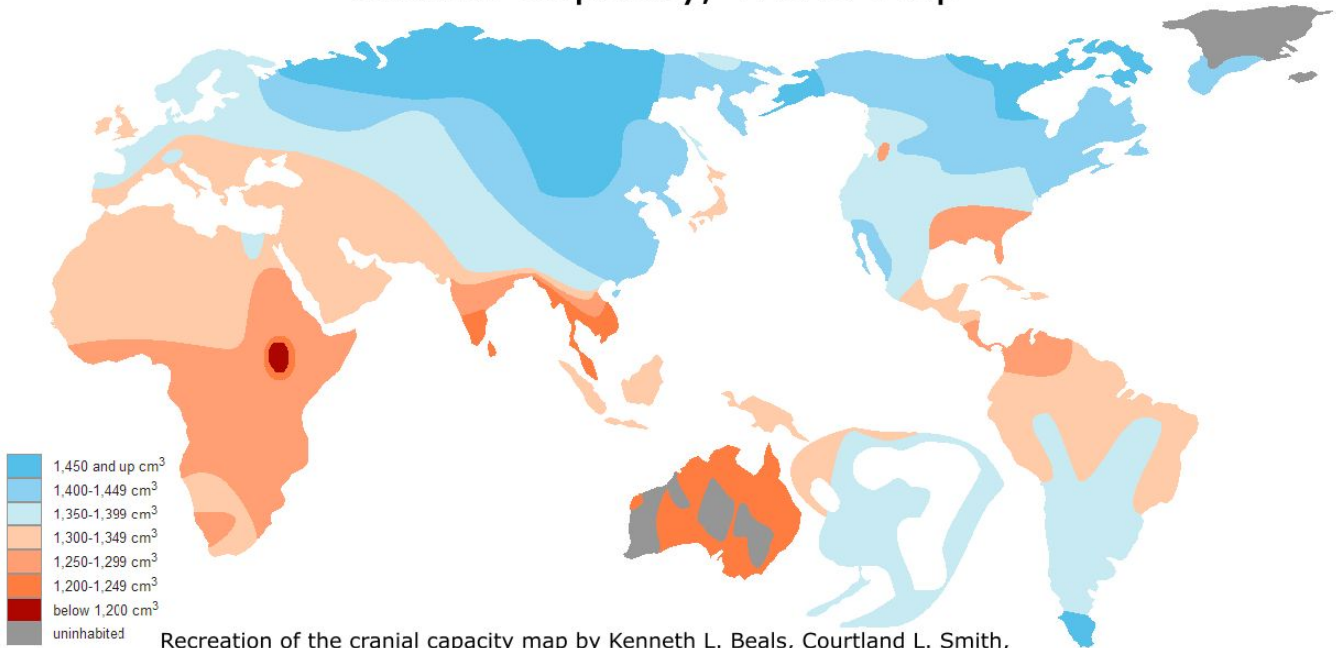 1,450 and up cm³
1,400-1,449 cm³
1,350-1,399 cm³
1,300-1,349 cm³
1,250-1,299 cm³
1,200-1,249 cm³
below 1,200 cm³
uninhabited
Recreation of the cranial capacity map by Kenneth L. Beals, Courtland L. Smith,